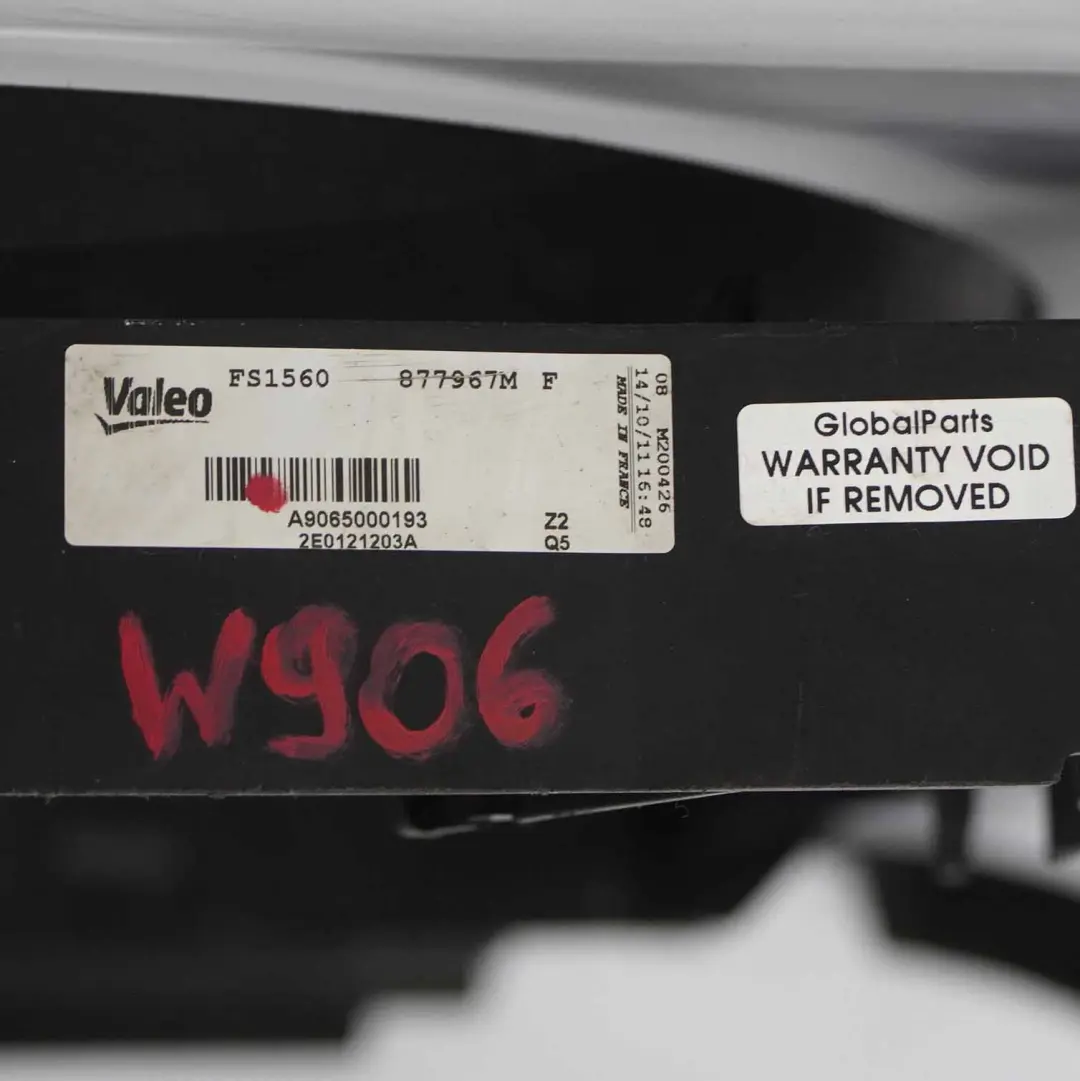 Valeo
FS1560 877967M F
A9065000193 Z2
2E0121203A Q5
08 M200426
14/10/11 16:48
MADE IN FRANCE
GlobalParts
WARRANTY VOID
IF REMOVED
W906